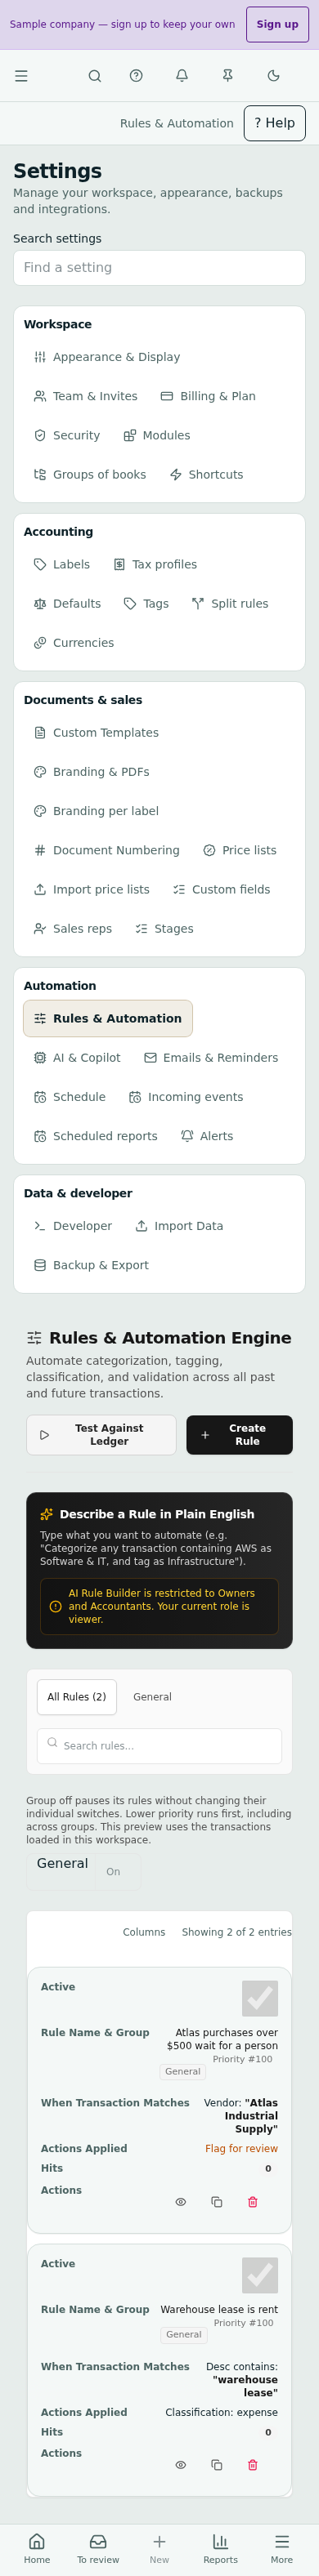 Sample company — sign up to keep your own
Sign up
Rules & Automation
? Help
Settings
Manage your workspace, appearance, backups
and integrations.
Search settings
Find a setting
Workspace
Appearance & Display
Team & Invites
Billing & Plan
Security
Modules
Groups of books
Shortcuts
Accounting
Labels
Tax profiles
Defaults
Tags
Split rules
Currencies
Documents & sales
Custom Templates
Branding & PDFs
Branding per label
Document Numbering
Price lists
Import price lists
Custom fields
Sales reps
Stages
Automation
Rules & Automation
AI & Copilot
Emails & Reminders
Schedule
Incoming events
Scheduled reports
Alerts
Data & developer
Developer
Import Data
Backup & Export
Rules & Automation Engine
Automate categorization, tagging,
classification, and validation across all past
and future transactions.
Test Against
Ledger
Create
Rule
Describe a Rule in Plain English
Type what you want to automate (e.g.
"Categorize any transaction containing AWS as
Software & IT, and tag as Infrastructure").
AI Rule Builder is restricted to Owners
and Accountants. Your current role is
viewer.
All Rules (2)
General
Search rules...
Group off pauses its rules without changing their
individual switches. Lower priority runs first, including
across groups. This preview uses the transactions
loaded in this workspace.
General
On
Columns
Showing 2 of 2 entries
Active
Rule Name & Group
Atlas purchases over
$500 wait for a person
Priority #100
General
When Transaction Matches
Vendor: "Atlas
Industrial
Supply"
Actions Applied
Flag for review
Hits
0
Actions
Active
Rule Name & Group
Warehouse lease is rent
Priority #100
General
When Transaction Matches
Desc contains:
"warehouse
lease"
Actions Applied
Classification: expense
Hits
0
Actions
Home
To review
New
Reports
More